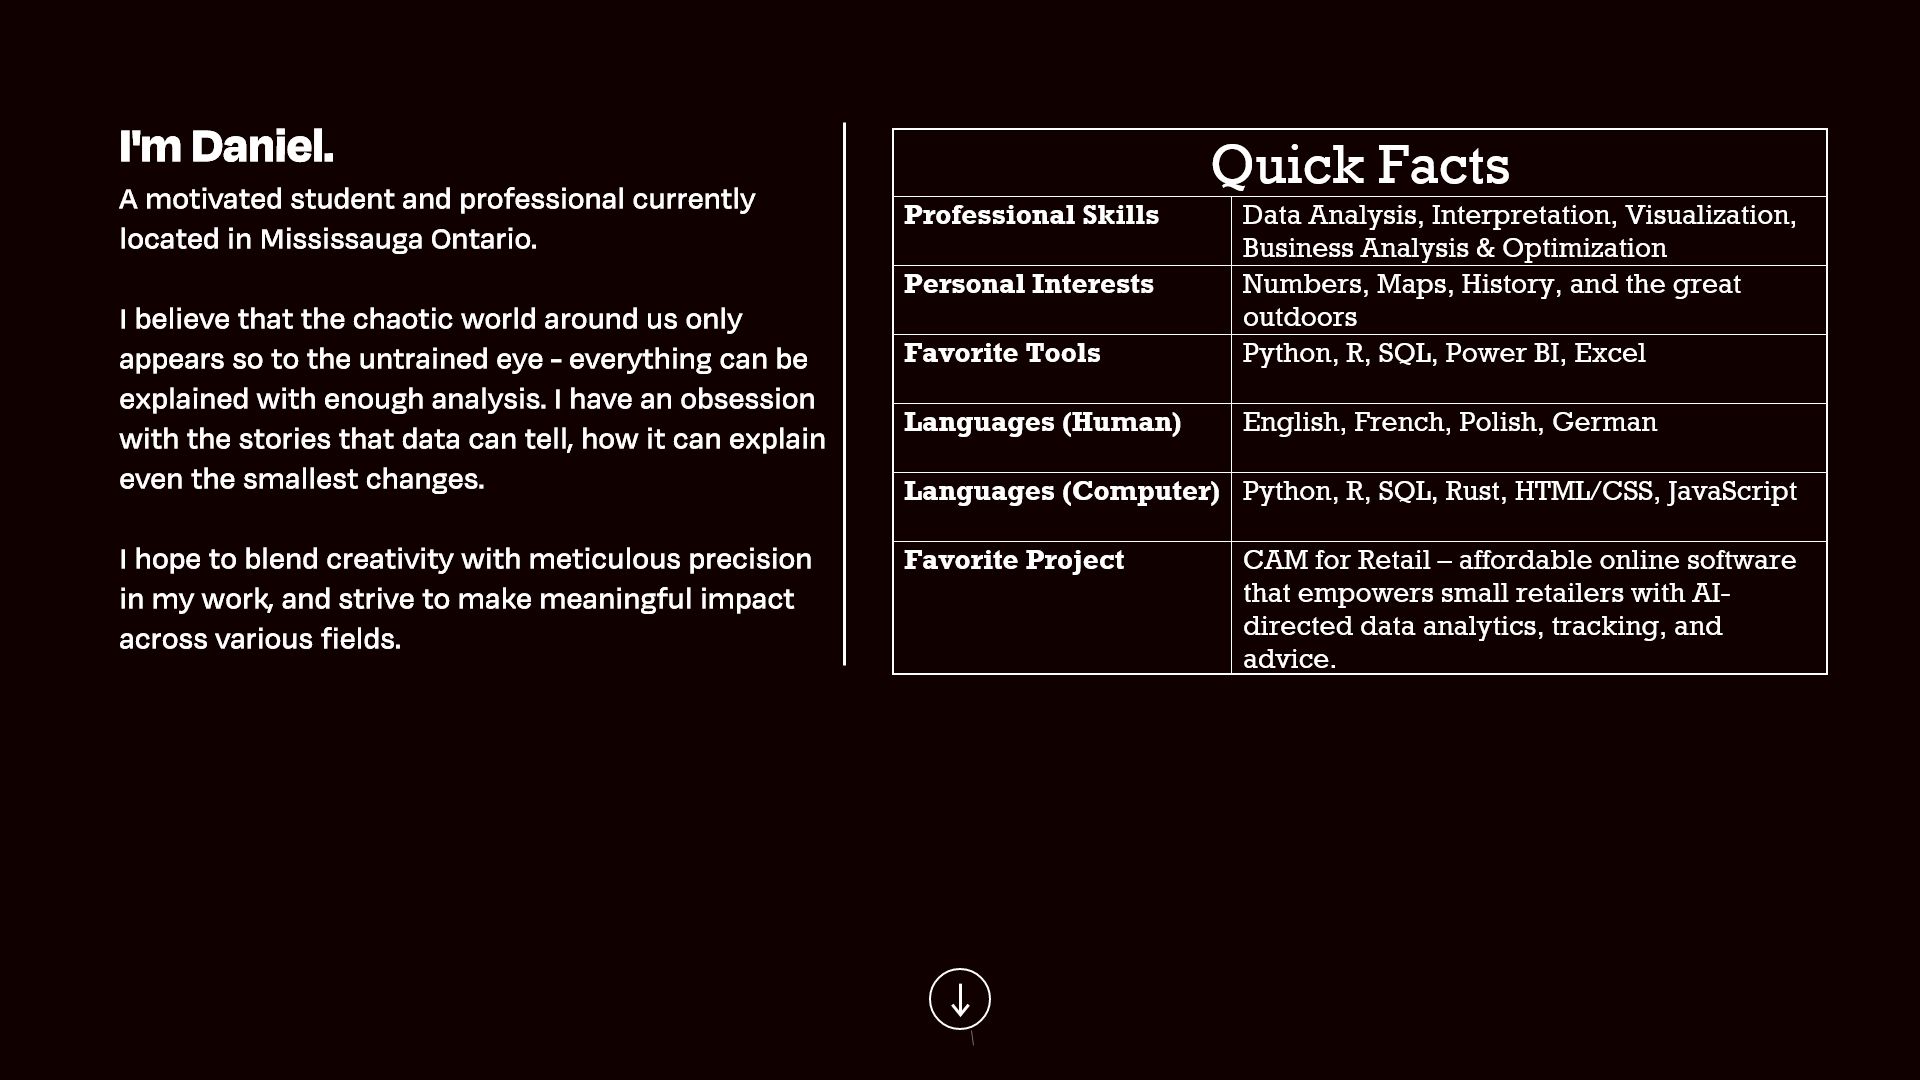 I'm Daniel.
A motivated student and professional currently
located in Mississauga Ontario.
I believe that the chaotic world around us only
appears so to the untrained eye - everything can be
explained with enough analysis. I have an obsession
with the stories that data can tell, how it can explain
even the smallest changes.
I hope to blend creativity with meticulous precision
in my work, and strive to make meaningful impact
across various fields.
Quick Facts
Professional Skills
Data Analysis, Interpretation, Visualization,
Business Analysis & Optimization
Personal Interests
Numbers, Maps, History, and the great
outdoors
Favorite Tools
Python, R, SQL, Power BI, Excel
Languages (Human)
English, French, Polish, German
Languages (Computer)
Python, R, SQL, Rust, HTML/CSS, JavaScript
Favorite Project
CAM for Retail – affordable online software
that empowers small retailers with AI-
directed data analytics, tracking, and
advice.